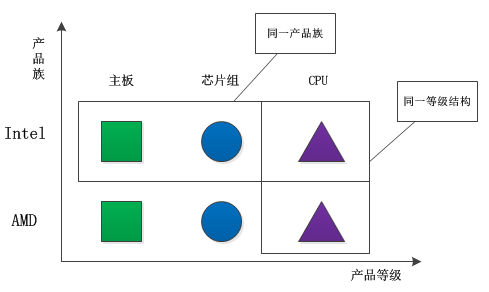 同一产品族
产品族
主板 芯片组 CPU
同一等级结构
Intel
AMD
产品等级